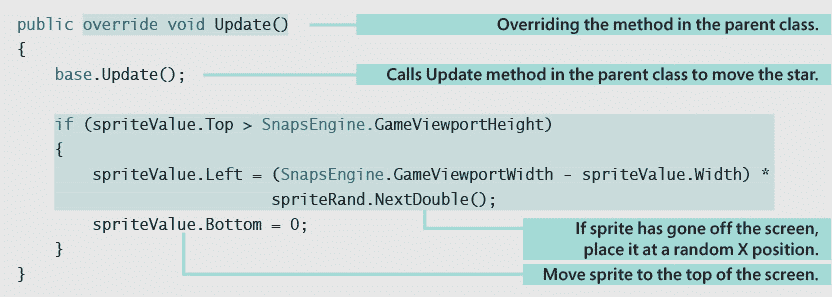 public override void Update()
Overriding the method in the parent class.
{
base.Update();
Calls Update method in the parent class to move the star.
if (spriteValue.Top > SnapsEngine.GameViewportHeight)
{
spriteValue.Left = (SnapsEngine.GameViewportWidth - spriteValue.Width) *
spriteRand.NextDouble();
spriteValue.Bottom = 0;
If sprite has gone off the screen,
place it at a random X position.
}
Move sprite to the top of the screen.
}